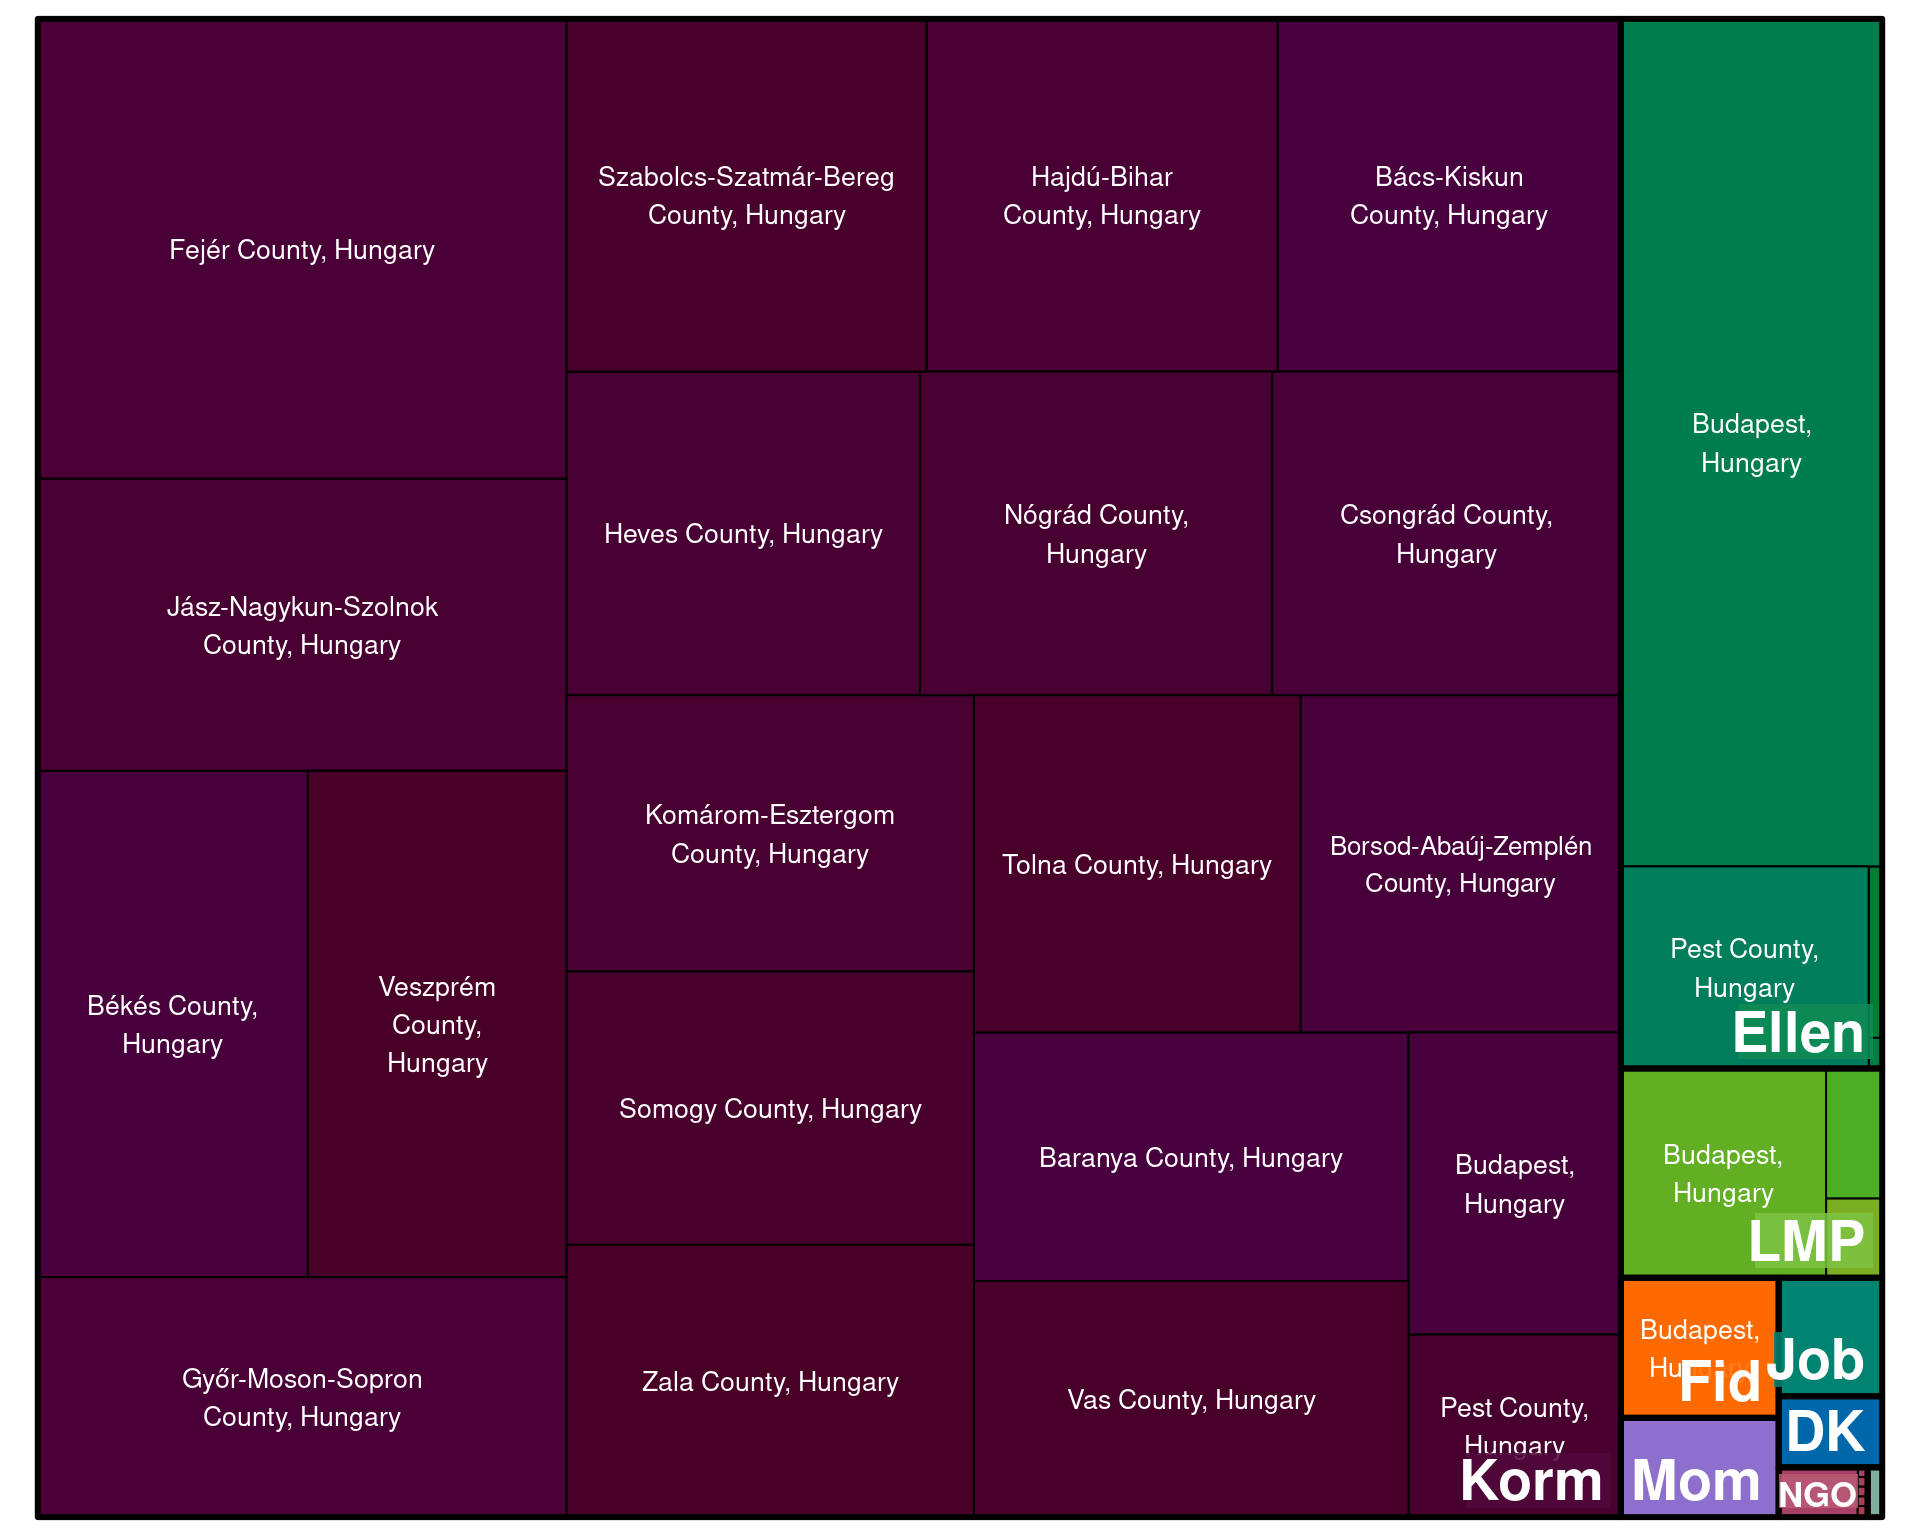 Fejér County, Hungary
Szabolcs-Szatmár-Bereg
County, Hungary
Hajdú-Bihar
County, Hungary
Bács-Kiskun
County, Hungary
Budapest,
Hungary
Jász-Nagykun-Szolnok
County, Hungary
Heves County, Hungary
Nógrád County,
Hungary
Csongrád County,
Hungary
Békés County,
Hungary
Veszprém
County,
Hungary
Komárom-Esztergom
County, Hungary
Tolna County, Hungary
Borsod-Abaúj-Zemplén
County, Hungary
Pest County,
Hungary
Ellen
Somogy County, Hungary
Baranya County, Hungary
Budapest,
Hungary
Budapest,
Hungary
LMP
Győr-Moson-Sopron
County, Hungary
Zala County, Hungary
Vas County, Hungary
Pest County,
Hungary
Korm
Budapest,
Hungary
Fid
Job
DK
Mom
NGO